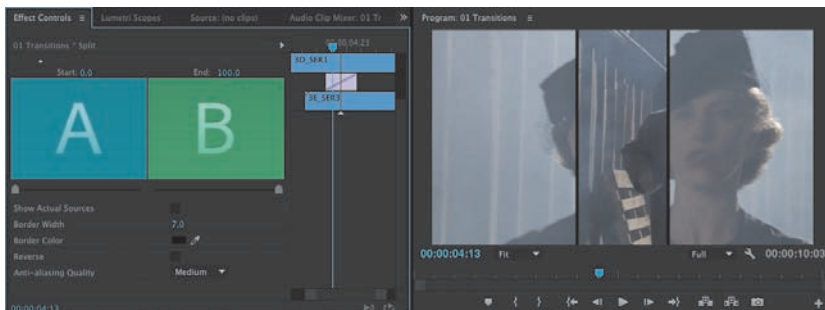 Effect Controls
Lumetri Scopes
Source: (no clips)
Audio Clip Mixer: 01 Tr
Program: 01 Transitions
01 Transitions * Split
00:00:04:23
Start: 0.0
End: 100.0
3D_SER1
3E_SER3
A
B
Show Actual Sources
Border Width 7.0
Border Color
Reverse
Anti-aliasing Quality Medium
00:00:04:13
00:00:04:13 Fit Full 00:00:10:03